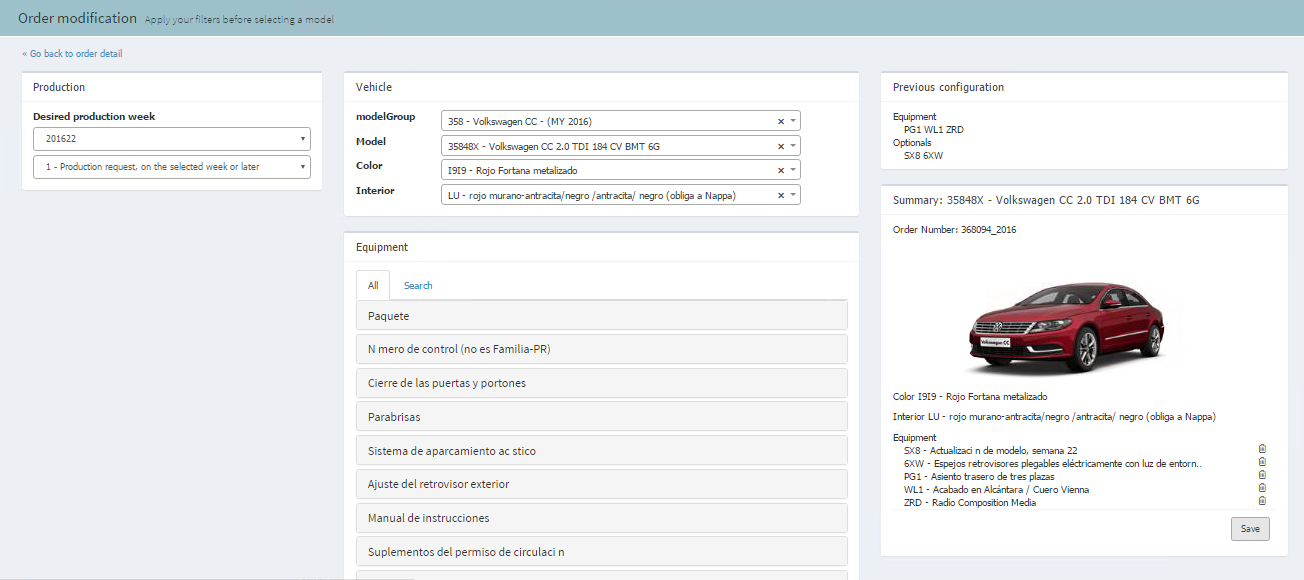 Order modification Apply your filters before selecting a model
« Go back to order detail
Production
Desired production week
201622
1 - Production request, on the selected week or later
Vehicle
modelGroup 358 - Volkswagen CC - (MY 2016)
Model 35848X - Volkswagen CC 2.0 TDI 184 CV BMT 6G
Color I9I9 - Rojo Fortana metalizado
Interior LU - rojo murano-antracita/negro /antracita/ negro (obliga a Nappa)
Equipment
All Search
Paquete
N mero de control (no es Familia-PR)
Cierre de las puertas y portones
Parabrisas
Sistema de aparcamiento ac stico
Ajuste del retrovisor exterior
Manual de instrucciones
Suplementos del permiso de circulaci n
Previous configuration
Equipment
PG1 WL1 ZRD
Optionals
SX8 6XW
Summary: 35848X - Volkswagen CC 2.0 TDI 184 CV BMT 6G
Order Number: 368094_2016
Volkswagen CC
Color I9I9 - Rojo Fortana metalizado
Interior LU - rojo murano-antracita/negro /antracita/ negro (obliga a Nappa)
Equipment
SX8 - Actualizaci n de modelo, semana 22
6XW - Espejos retrovisores plegables eléctricamente con luz de entorn..
PG1 - Asiento trasero de tres plazas
WL1 - Acabado en Alcántara / Cuero Vienna
ZRD - Radio Composition Media
Save